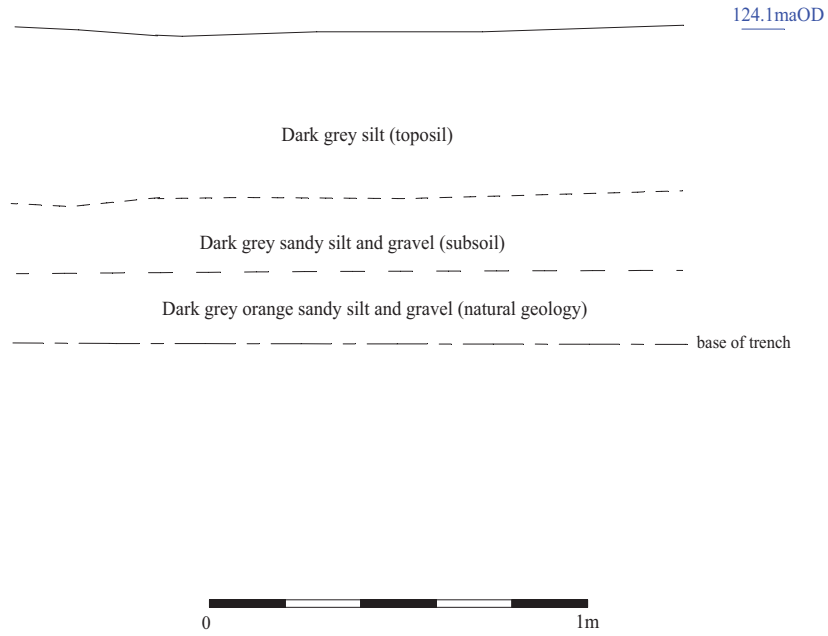 124.1maOD
Dark grey silt (toposil)
Dark grey sandy silt and gravel (subsoil)
Dark grey orange sandy silt and gravel (natural geology)
base of trench
0 1m